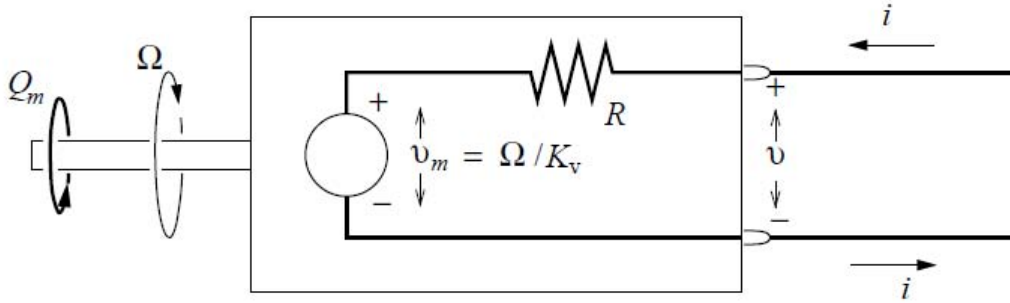 i
Ω
Q_m
+
R
+
υ_m = Ω / K_v
υ
−
−
i